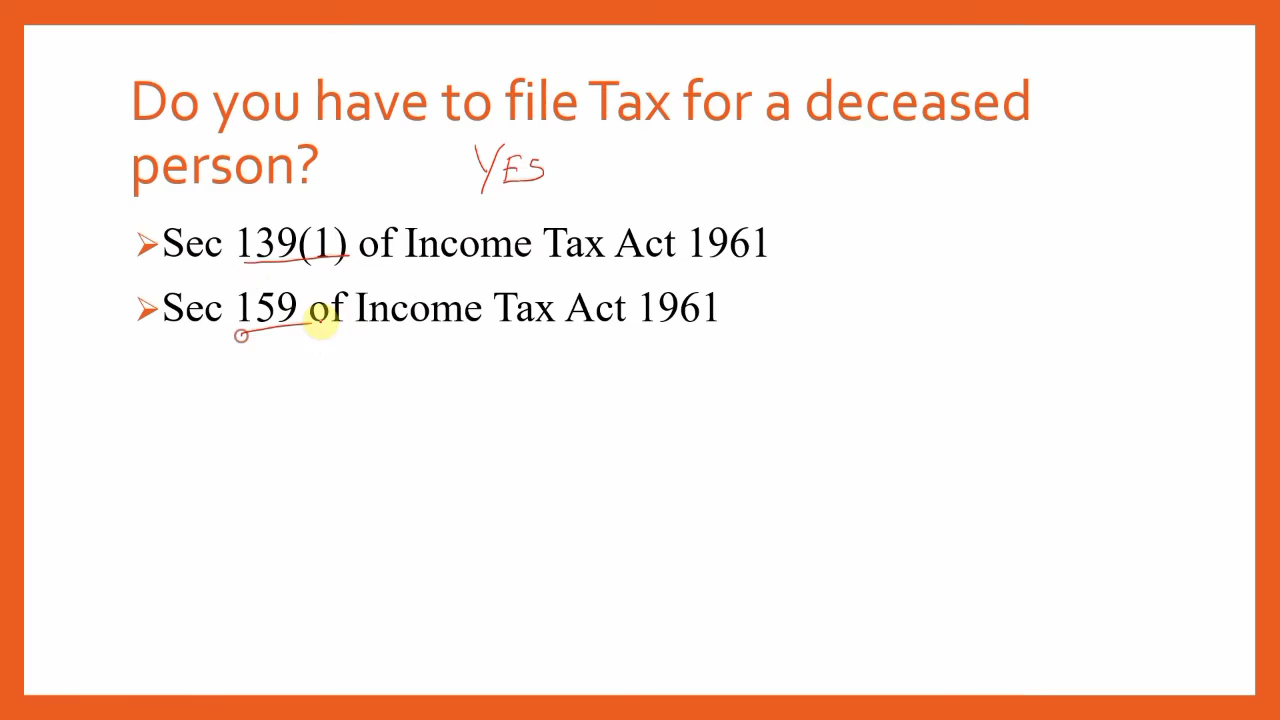 Do you have to file Tax for a deceased
person? YES
Sec 139(1) of Income Tax Act 1961
Sec 159 of Income Tax Act 1961